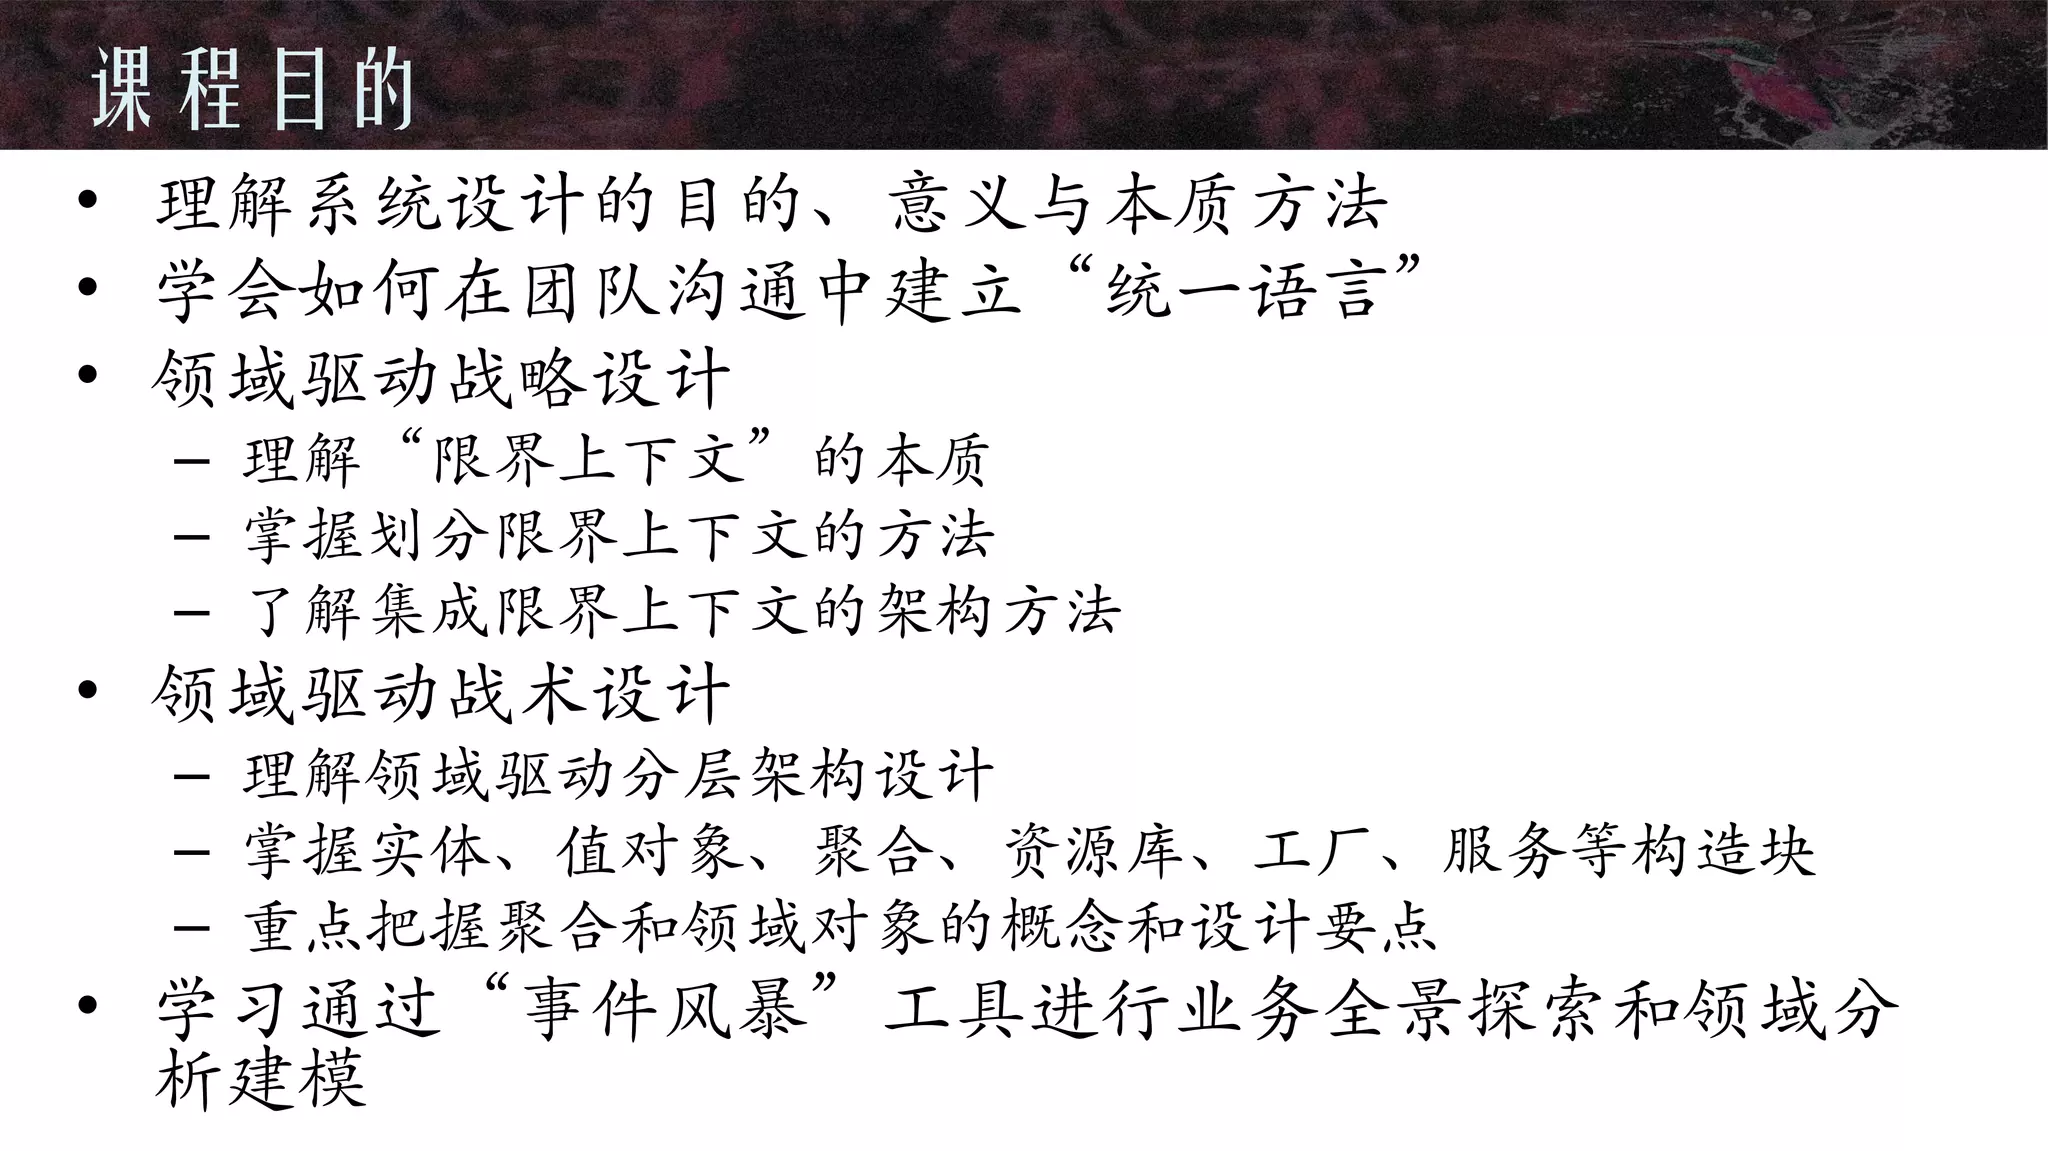 课程目的
• 理解系统设计的目的、意义与本质方法
• 学会如何在团队沟通中建立“统一语言”
• 领域驱动战略设计
– 理解“限界上下文”的本质
– 掌握划分限界上下文的方法
– 了解集成限界上下文的架构方法
• 领域驱动战术设计
– 理解领域驱动分层架构设计
– 掌握实体、值对象、聚合、资源库、工厂、服务等构造块
– 重点把握聚合和领域对象的概念和设计要点
• 学习通过“事件风暴”工具进行业务全景探索和领域分
析建模